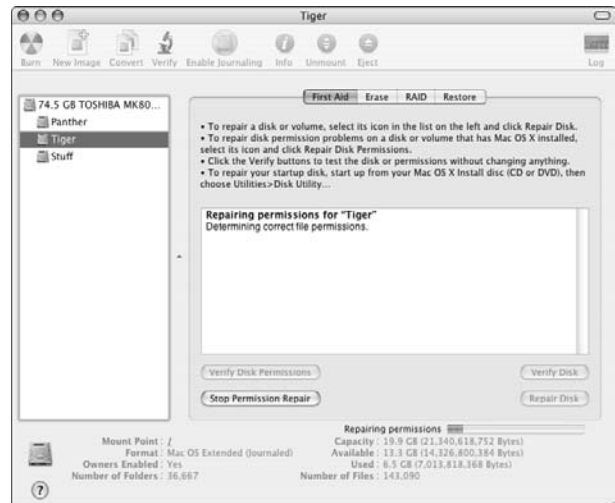 Tiger
Burn New Image Convert Verify Enable Journaling Info Unmount Eject Log
74.5 GB TOSHIBA MK80...
Panther
Tiger
Stuff
First Aid Erase RAID Restore
• To repair a disk or volume, select its icon in the list on the left and click Repair Disk.
• To repair disk permission problems on a disk or volume that has Mac OS X installed,
select its icon and click Repair Disk Permissions.
• Click the Verify buttons to test the disk or permissions without changing anything.
• To repair your startup disk, start up from your Mac OS X Install disc (CD or DVD), then
choose Utilities>Disk Utility...
Repairing permissions for "Tiger"
Determining correct file permissions.
Verify Disk Permissions Verify Disk
Stop Permission Repair Repair Disk
Repairing permissions
Mount Point : / Capacity : 19.9 GB (21,340,618,752 Bytes)
Format : Mac OS Extended (Journaled) Available : 13.3 GB (14,326,800,384 Bytes)
Owners Enabled : Yes Used : 6.5 GB (7,013,818,368 Bytes)
Number of Folders : 36,667 Number of Files : 143,090
?